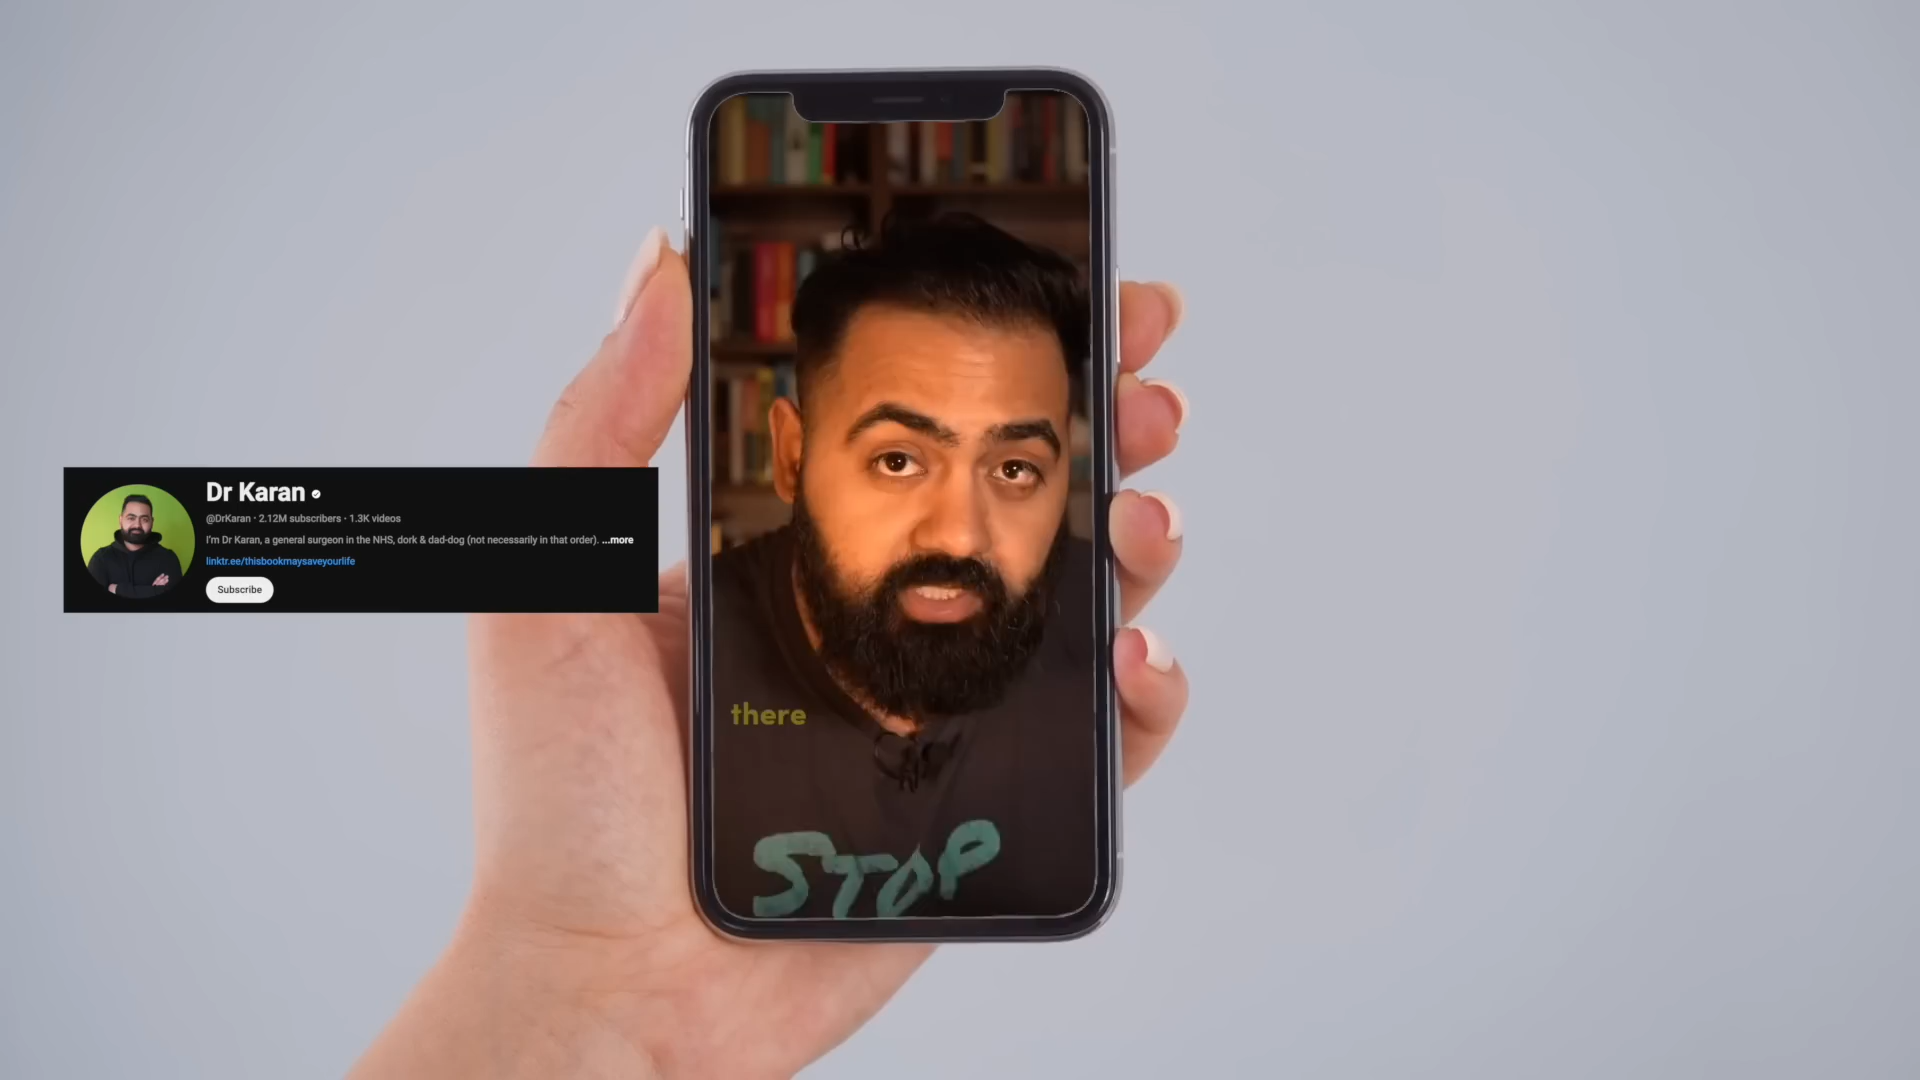 Dr Karan
@DrKaran · 2.12M subscribers · 1.3K videos
I'm Dr Karan, a general surgeon in the NHS, dork & dad-dog (not necessarily in that order). ...more
linktr.ee/thisbookmaysaveyourlife
Subscribe
there
STOP